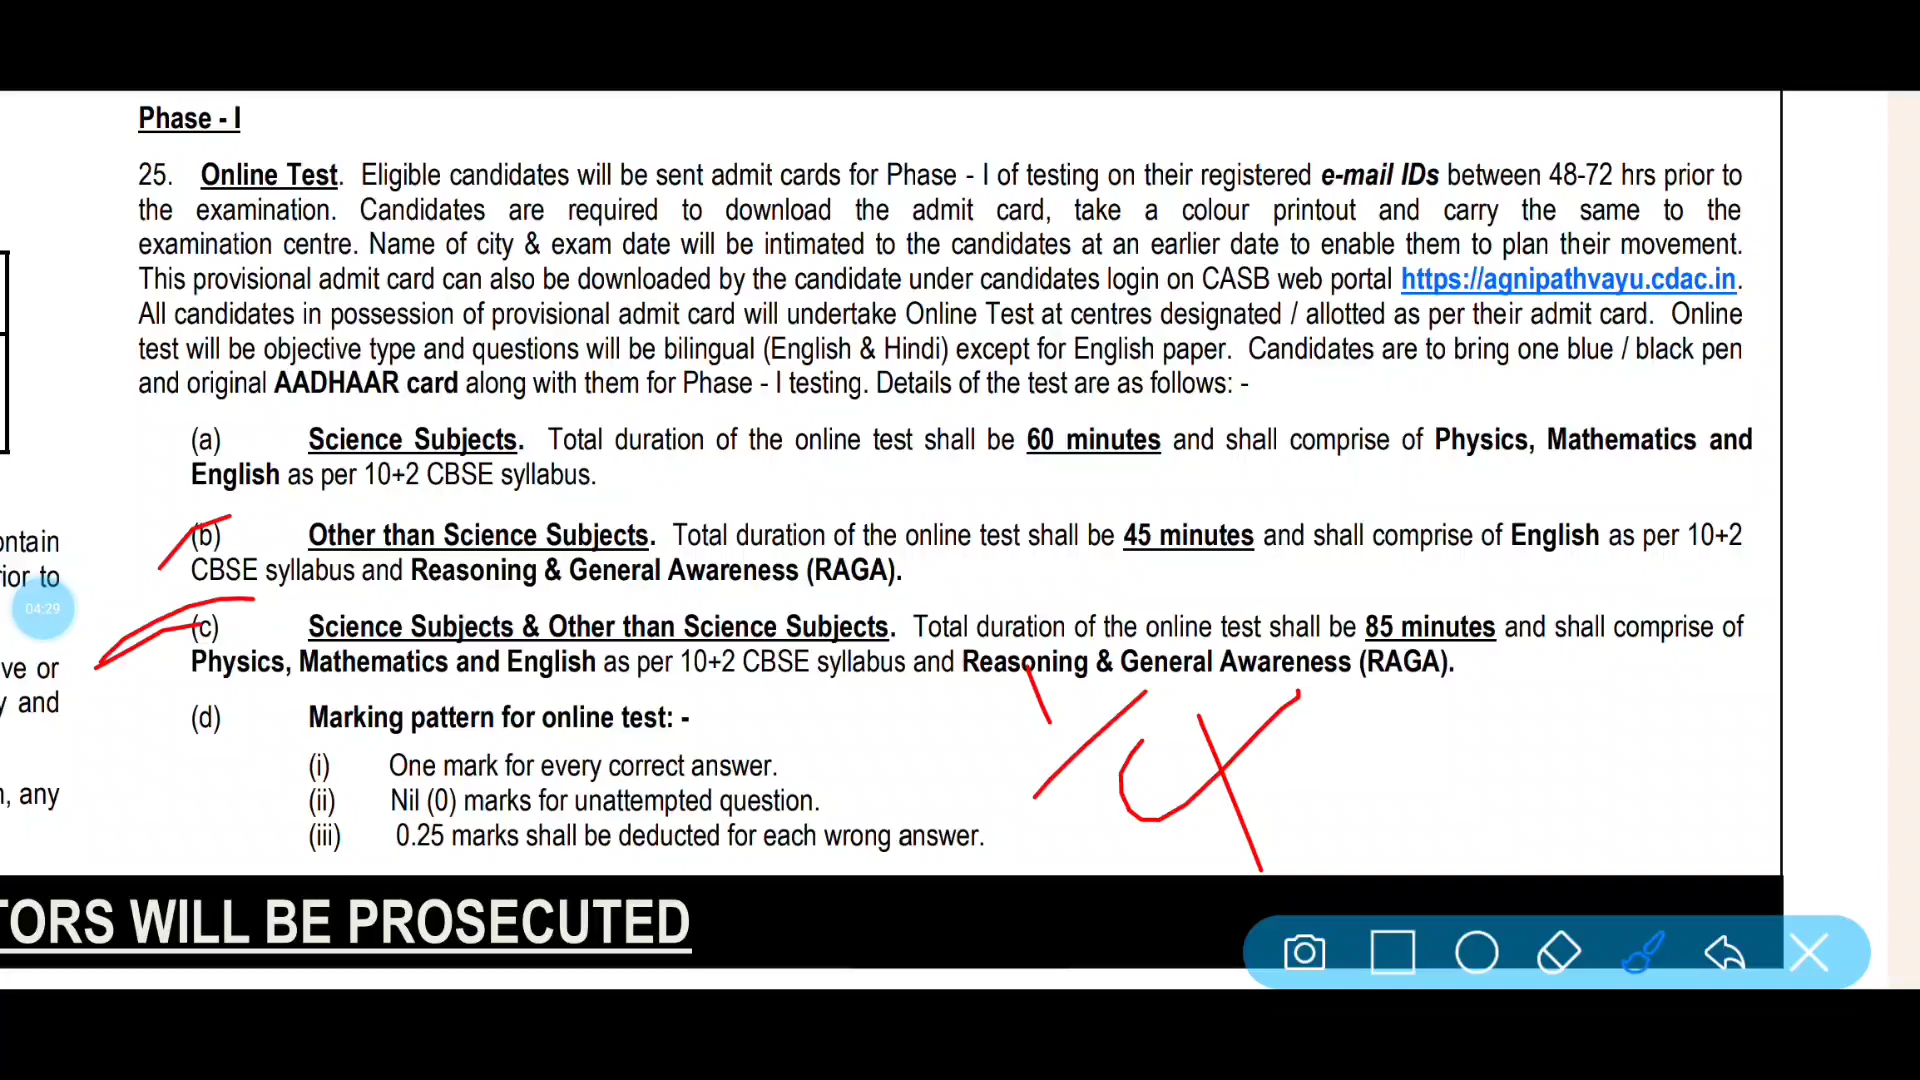 Phase - I
25. Online Test. Eligible candidates will be sent admit cards for Phase - I of testing on their registered e-mail IDs between 48-72 hrs prior to
the examination. Candidates are required to download the admit card, take a colour printout and carry the same to the
examination centre. Name of city & exam date will be intimated to the candidates at an earlier date to enable them to plan their movement.
This provisional admit card can also be downloaded by the candidate under candidates login on CASB web portal https://agnipathvayu.cdac.in.
All candidates in possession of provisional admit card will undertake Online Test at centres designated / allotted as per their admit card. Online
test will be objective type and questions will be bilingual (English & Hindi) except for English paper. Candidates are to bring one blue / black pen
and original AADHAAR card along with them for Phase - I testing. Details of the test are as follows: -
(a) Science Subjects. Total duration of the online test shall be 60 minutes and shall comprise of Physics, Mathematics and
English as per 10+2 CBSE syllabus.
(b) Other than Science Subjects. Total duration of the online test shall be 45 minutes and shall comprise of English as per 10+2
CBSE syllabus and Reasoning & General Awareness (RAGA).
(c) Science Subjects & Other than Science Subjects. Total duration of the online test shall be 85 minutes and shall comprise of
Physics, Mathematics and English as per 10+2 CBSE syllabus and Reasoning & General Awareness (RAGA).
(d) Marking pattern for online test: -
(i) One mark for every correct answer.
(ii) Nil (0) marks for unattempted question.
(iii) 0.25 marks shall be deducted for each wrong answer.
ontain
ior to
04:29
ve or
y and
n, any
TORS WILL BE PROSECUTED